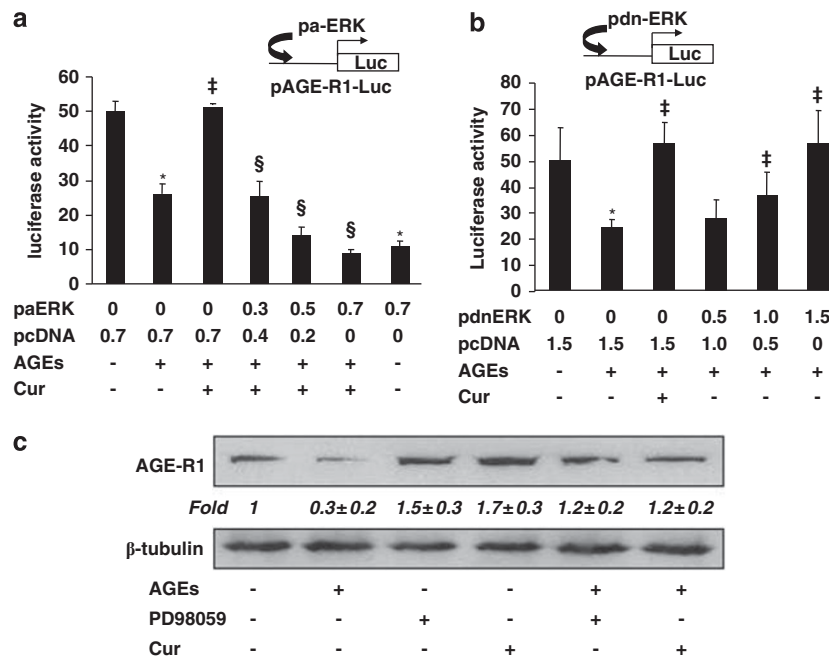 a
pa-ERK
Luc
pAGE-R1-Luc
luciferase activity
60
50
40
30
20
10
0
* ‡ § § § *
paERK 0 0 0 0.3 0.5 0.7 0.7
pcDNA 0.7 0.7 0.7 0.4 0.2 0 0
AGEs - + + + + + -
Cur - - + + + + -
b
pdn-ERK
Luc
pAGE-R1-Luc
Luciferase activity
80
70
60
50
40
30
20
10
0
* ‡ ‡ ‡
pdnERK 0 0 0 0.5 1.0 1.5
pcDNA 1.5 1.5 1.5 1.0 0.5 0
AGEs - + + + + +
Cur - - + - - -
c
AGE-R1
Fold 1 0.3±0.2 1.5±0.3 1.7±0.3 1.2±0.2 1.2±0.2
β-tubulin
AGEs - + - - + +
PD98059 - - + - + -
Cur - - - + - +